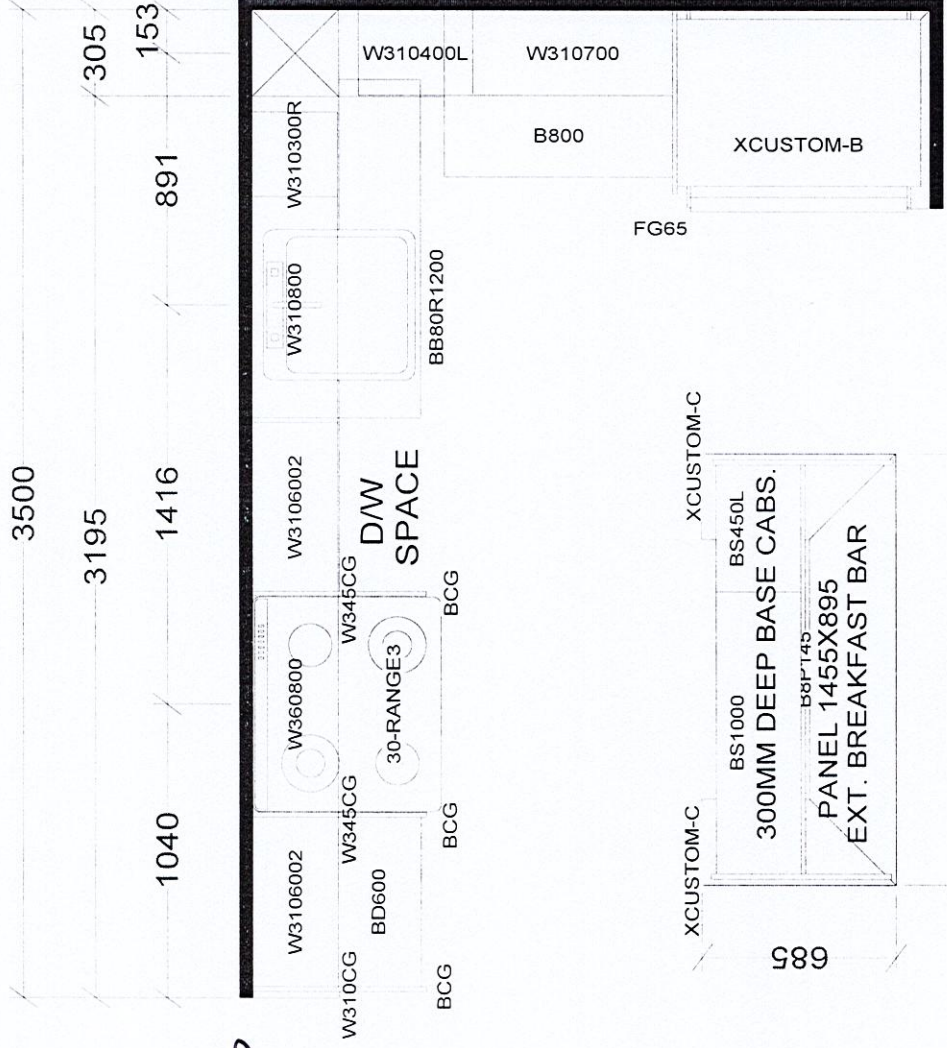 3500
3195
305
153
891
1416
1040
W310400L
W310700
B800
XCUSTOM-B
FG65
W310300R
W310800
BB80R1200
W3106002
D/W
SPACE
W345CG
BCG
W360800
30-RANGE3
W345CG
BCG
W3106002
BD600
W310CG
BCG
XCUSTOM-C
XCUSTOM-C
BS1000
BS450L
300MM DEEP BASE CABS.
BBPT145
PANEL 1455X895
EXT. BREAKFAST BAR
685